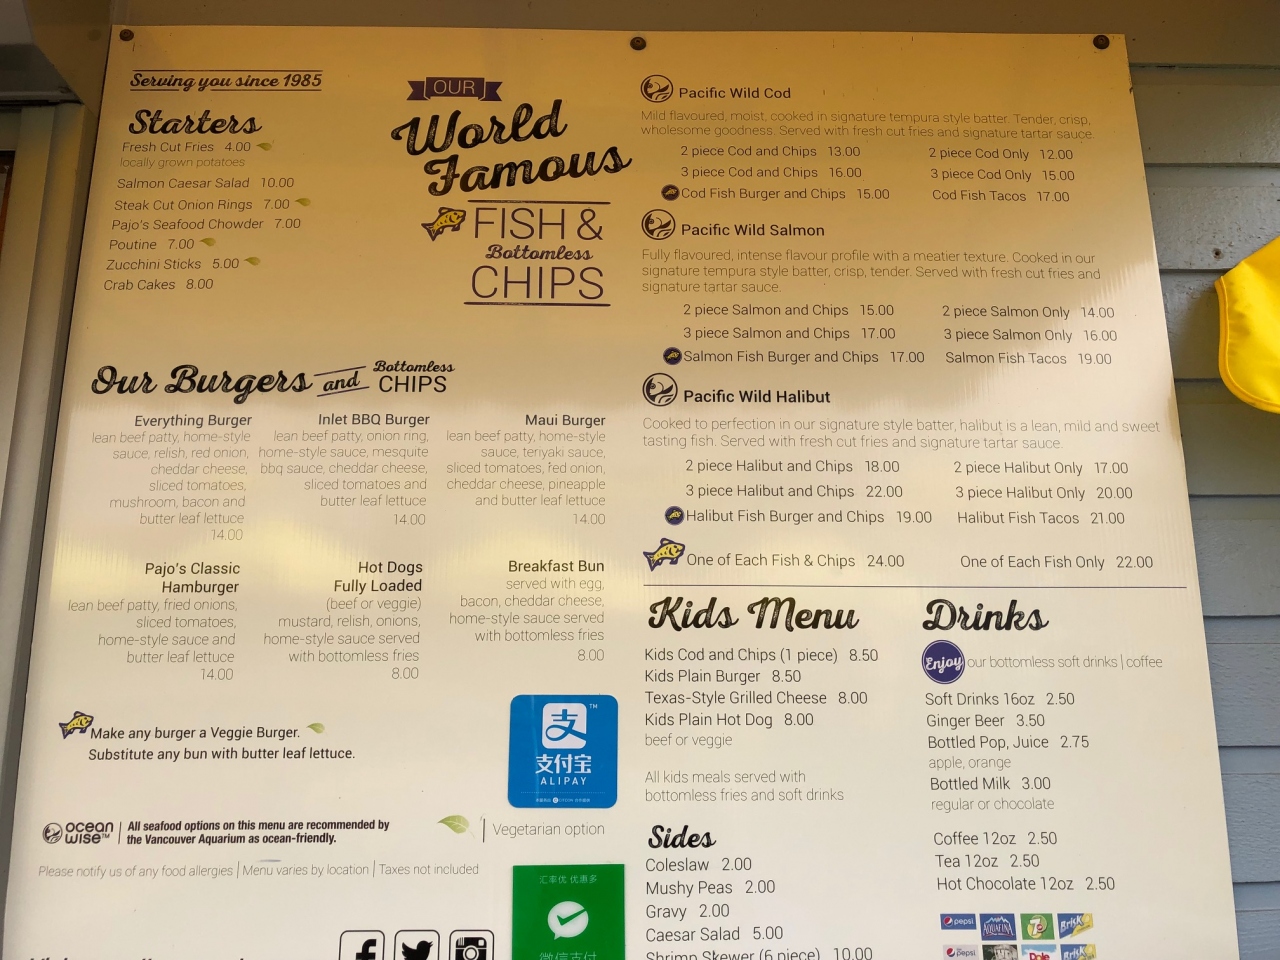 Serving you since 1985
Starters
Fresh Cut Fries 4.00
locally grown potatoes
Salmon Caesar Salad 10.00
Steak Cut Onion Rings 7.00
Pajo's Seafood Chowder 7.00
Poutine 7.00
Zucchini Sticks 5.00
Crab Cakes 8.00
OUR
World
Famous
FISH &
Bottomless
CHIPS
Our Burgers and Bottomless CHIPS
Everything Burger
lean beef patty, home-style
sauce, relish, red onion,
cheddar cheese,
sliced tomatoes,
mushroom, bacon and
butter leaf lettuce
14.00
Inlet BBQ Burger
lean beef patty, onion ring,
home-style sauce, mesquite
bbq sauce, cheddar cheese,
sliced tomatoes and
butter leaf lettuce
14.00
Maui Burger
lean beef patty, home-style
sauce, teriyaki sauce,
sliced tomatoes, fed onion,
cheddar cheese, pineapple
and butter leaf lettuce
14.00
Pajo's Classic
Hamburger
lean beef patty, fried onions,
sliced tomatoes,
home-style sauce and
butter leaf lettuce
14.00
Hot Dogs
Fully Loaded
(beef or veggie)
mustard, relish, onions,
home-style sauce served
with bottomless fries
8.00
Breakfast Bun
served with egg,
bacon, cheddar cheese,
home-style sauce served
with bottomless fries
8.00
Make any burger a Veggie Burger.
Substitute any bun with butter leaf lettuce.
支
TM
支付宝
ALIPAY
ocean
wise™
All seafood options on this menu are recommended by
the Vancouver Aquarium as ocean-friendly.
Vegetarian option
Please notify us of any food allergies | Menu varies by location | Taxes not included
汇率优 优惠多
微信支付
Pacific Wild Cod
Mild flavoured, moist, cooked in signature tempura style batter. Tender, crisp,
wholesome goodness. Served with fresh cut fries and signature tartar sauce.
2 piece Cod and Chips 13.00 2 piece Cod Only 12.00
3 piece Cod and Chips 16.00 3 piece Cod Only 15.00
Cod Fish Burger and Chips 15.00 Cod Fish Tacos 17.00
Pacific Wild Salmon
Fully flavoured, intense flavour profile with a meatier texture. Cooked in our
signature tempura style batter, crisp, tender. Served with fresh cut fries and
signature tartar sauce.
2 piece Salmon and Chips 15.00 2 piece Salmon Only 14.00
3 piece Salmon and Chips 17.00 3 piece Salmon Only 16.00
Salmon Fish Burger and Chips 17.00 Salmon Fish Tacos 19.00
Pacific Wild Halibut
Cooked to perfection in our signature style batter, halibut is a lean, mild and sweet
tasting fish. Served with fresh cut fries and signature tartar sauce.
2 piece Halibut and Chips 18.00 2 piece Halibut Only 17.00
3 piece Halibut and Chips 22.00 3 piece Halibut Only 20.00
Halibut Fish Burger and Chips 19.00 Halibut Fish Tacos 21.00
One of Each Fish & Chips 24.00 One of Each Fish Only 22.00
Kids Menu
Kids Cod and Chips (1 piece) 8.50
Kids Plain Burger 8.50
Texas-Style Grilled Cheese 8.00
Kids Plain Hot Dog 8.00
beef or veggie
All kids meals served with
bottomless fries and soft drinks
Sides
Coleslaw 2.00
Mushy Peas 2.00
Gravy 2.00
Caesar Salad 5.00
Shrimp Skewer (6 piece) 10.00
Drinks
Enjoy our bottomless soft drinks | coffee
Soft Drinks 16oz 2.50
Ginger Beer 3.50
Bottled Pop, Juice 2.75
apple, orange
Bottled Milk 3.00
regular or chocolate
Coffee 12oz 2.50
Tea 12oz 2.50
Hot Chocolate 12oz 2.50
pepsi AQUAFINA 7 Brisk
pepsi Dole Brisk